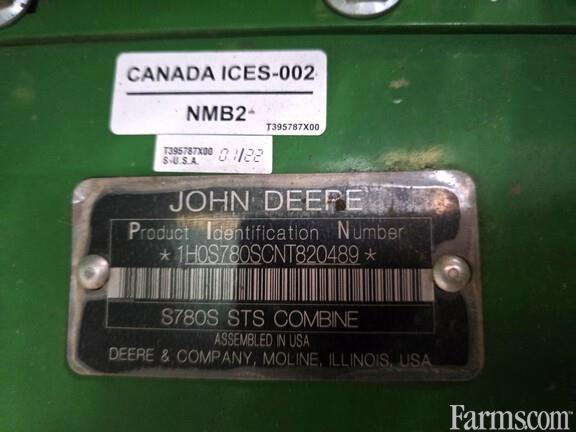 CANADA ICES-002
NMB2
T395787X00
T395787X00
S-U.S.A. 01/22
JOHN DEERE
Product Identification Number
*1H0S780SCNT820489*
S780S STS COMBINE
ASSEMBLED IN USA
DEERE & COMPANY, MOLINE, ILLINOIS, USA
Farms.com